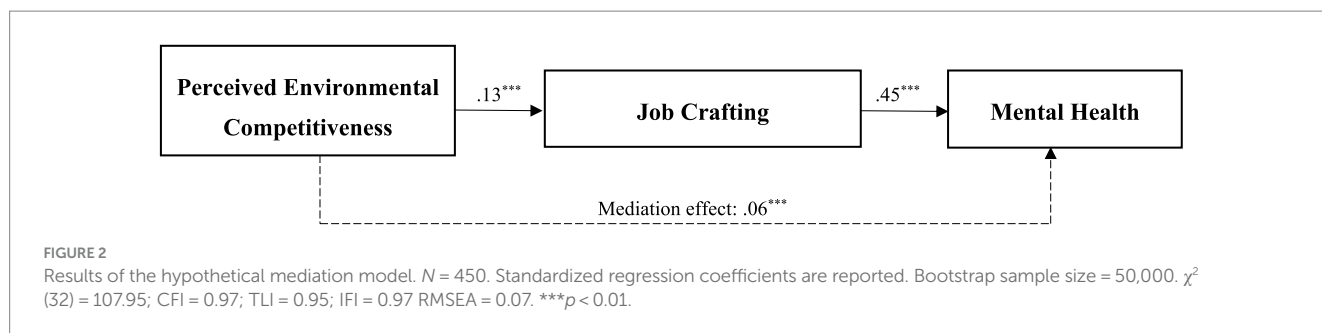 Perceived Environmental
Competitiveness
.13***
Job Crafting
.45***
Mental Health
Mediation effect: .06***
FIGURE 2
Results of the hypothetical mediation model. N = 450. Standardized regression coefficients are reported. Bootstrap sample size = 50,000. χ²
(32) = 107.95; CFI = 0.97; TLI = 0.95; IFI = 0.97 RMSEA = 0.07. ***p < 0.01.